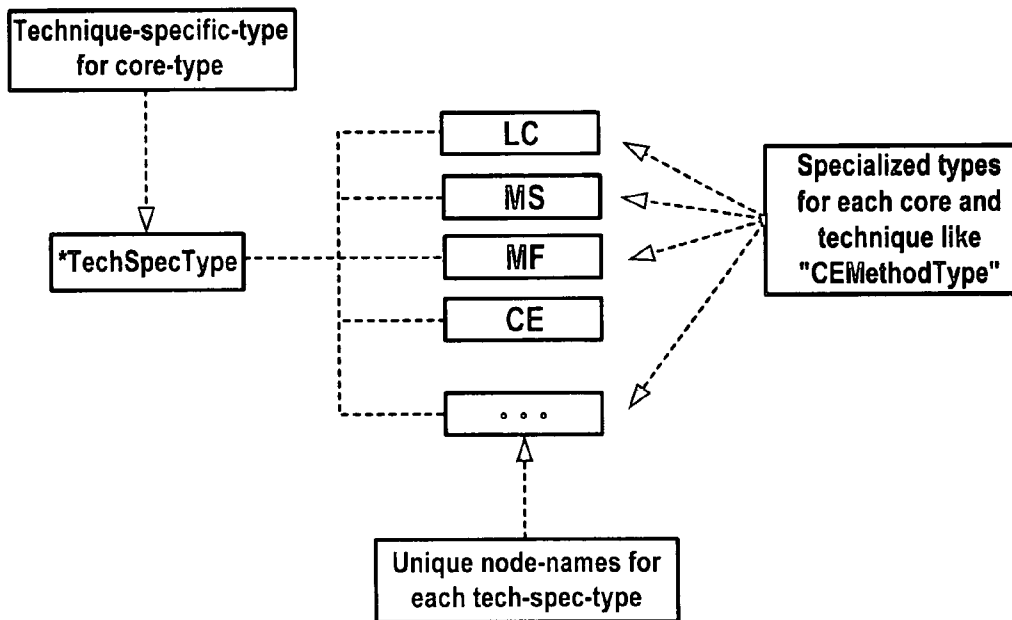 Technique-specific-type
for core-type
LC
MS
*TechSpecType
MF
CE
∘ ∘ ∘
Specialized types
for each core and
technique like
"CEMethodType"
Unique node-names for
each tech-spec-type